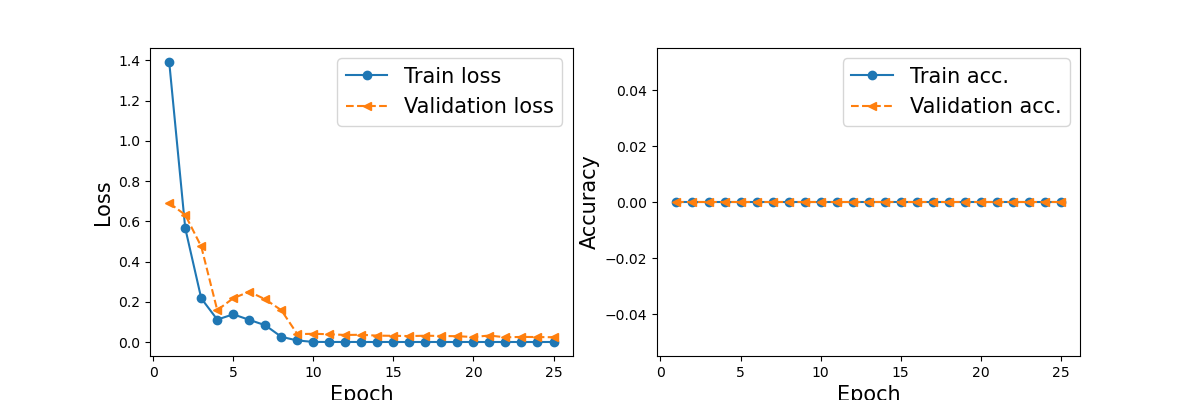 1.4
1.2
1.0
0.8
0.6
0.4
0.2
0.0
Loss
0 5 10 15 20 25
Epoch
Train loss
Validation loss
0.04
0.02
0.00
−0.02
−0.04
Accuracy
0 5 10 15 20 25
Epoch
Train acc.
Validation acc.